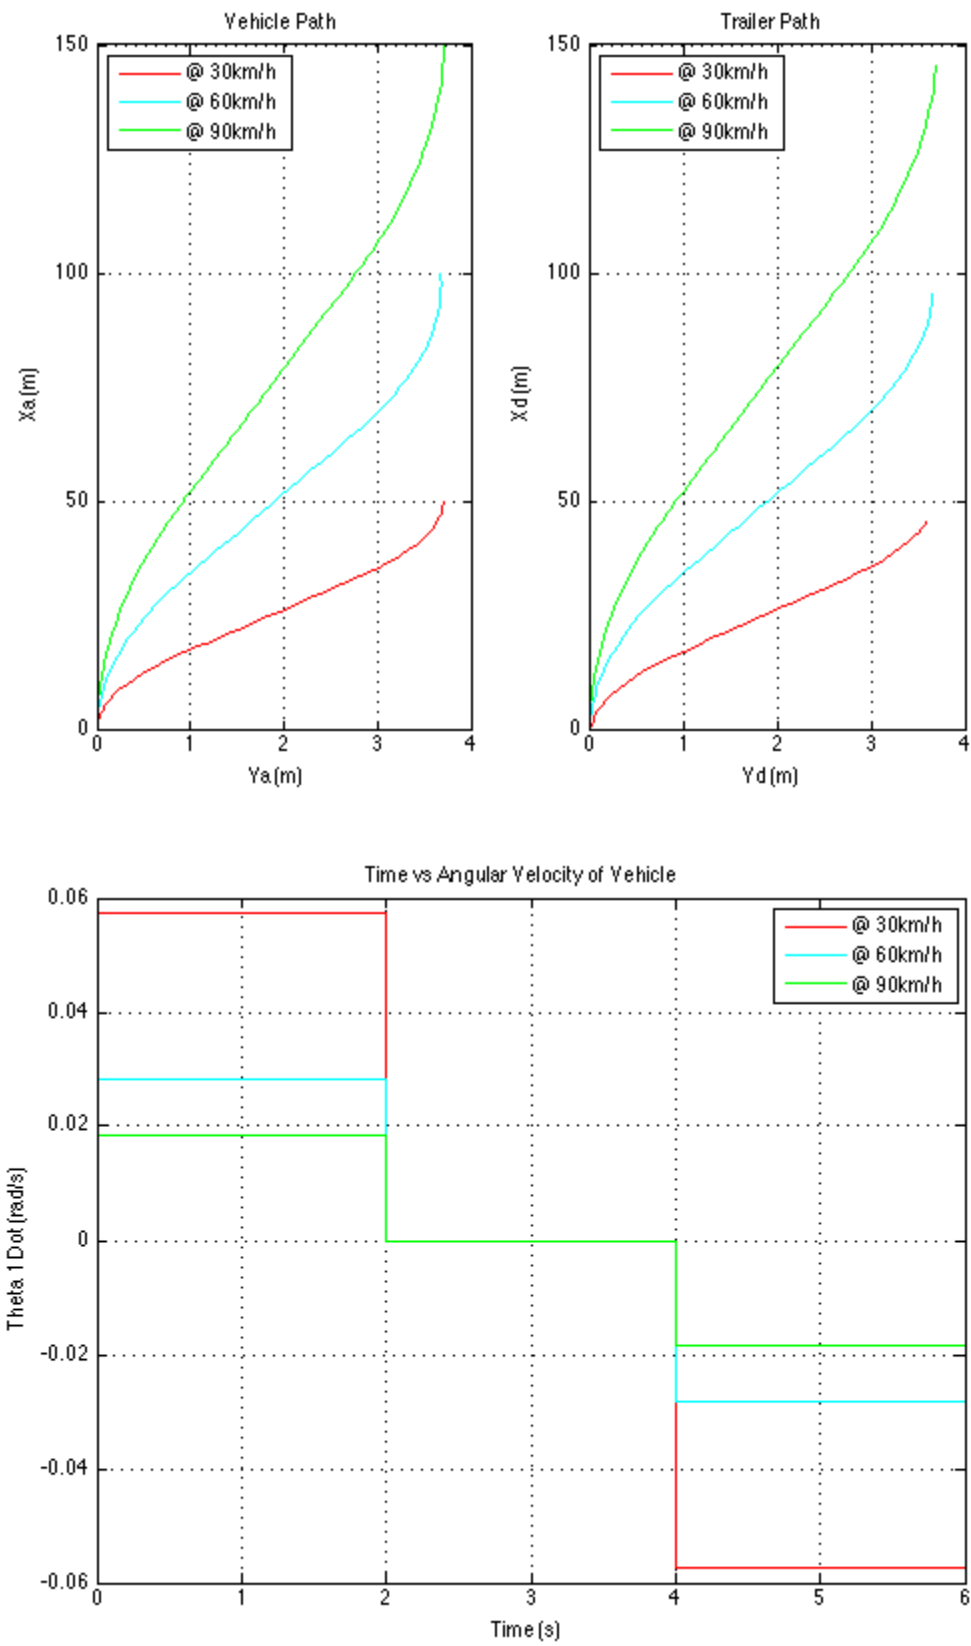 Vehicle Path
150
100
50
0
@ 30km/h
@ 60km/h
@ 90km/h
Xa (m)
0 1 2 3 4
Ya (m)
Trailer Path
150
100
50
0
@ 30km/h
@ 60km/h
@ 90km/h
Xd (m)
0 1 2 3 4
Yd (m)
Time vs Angular Velocity of Vehicle
0.06
0.04
0.02
0
-0.02
-0.04
-0.06
@ 30km/h
@ 60km/h
@ 90km/h
Theta 1 Dot (rad/s)
0 1 2 3 4 5 6
Time (s)